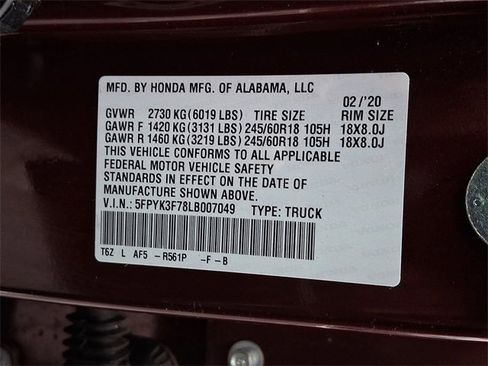 MFD. BY HONDA MFG. OF ALABAMA, LLC
02/'20
GVWR 2730 KG(6019 LBS) TIRE SIZE RIM SIZE
GAWR F 1420 KG(3131 LBS)245/60R18 105H 18X8.0J
GAWR R 1460 KG(3219 LBS)245/60R18 105H 18X8.0J
THIS VEHICLE CONFORMS TO ALL APPLICABLE
FEDERAL MOTOR VEHICLE SAFETY
STANDARDS IN EFFECT ON THE DATE OF
MANUFACTURE SHOWN ABOVE.
V.I.N.: 5FPYK3F78LB007049 TYPE: TRUCK
T6Z L AF5 -R561P -F-B